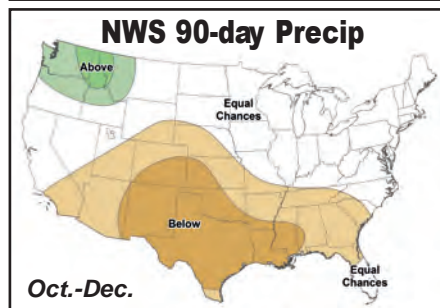 NWS 90-day Precip
Above
Equal
Chances
Below
Equal
Chances
Oct.-Dec.